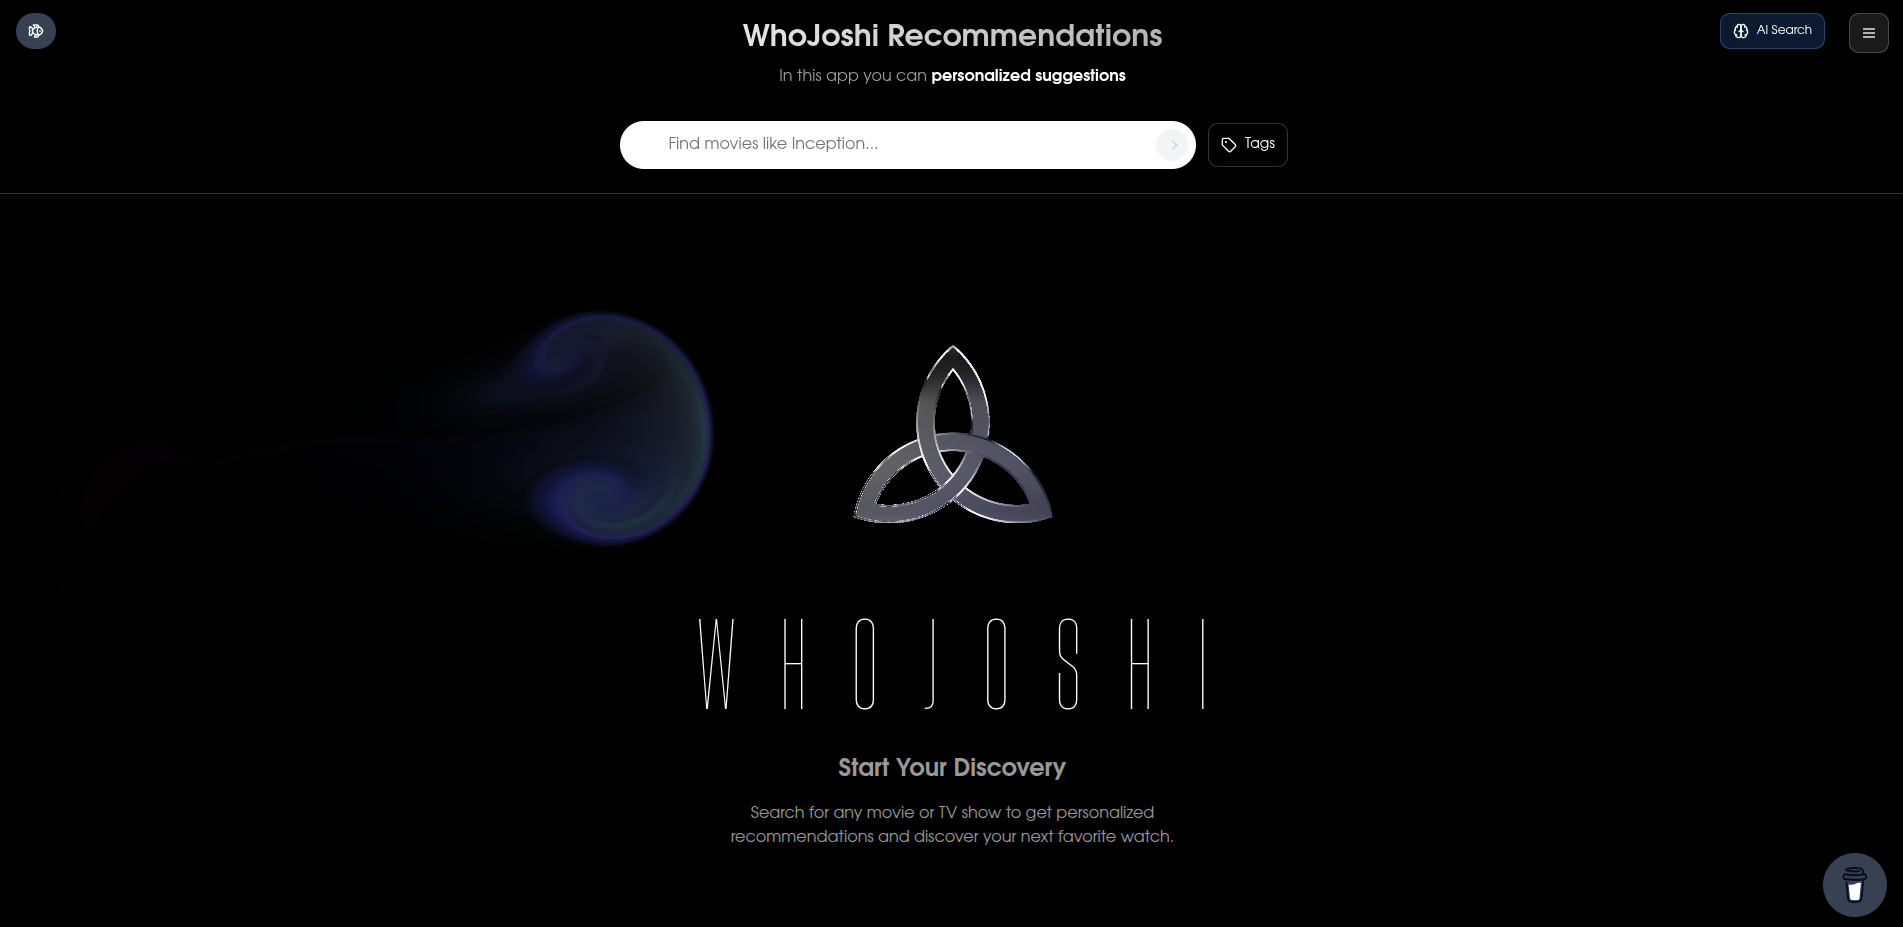 WhoJoshi Recommendations
AI Search
In this app you can personalized suggestions
Find movies like Inception...
Tags
WHOJOSHI
Start Your Discovery
Search for any movie or TV show to get personalized
recommendations and discover your next favorite watch.